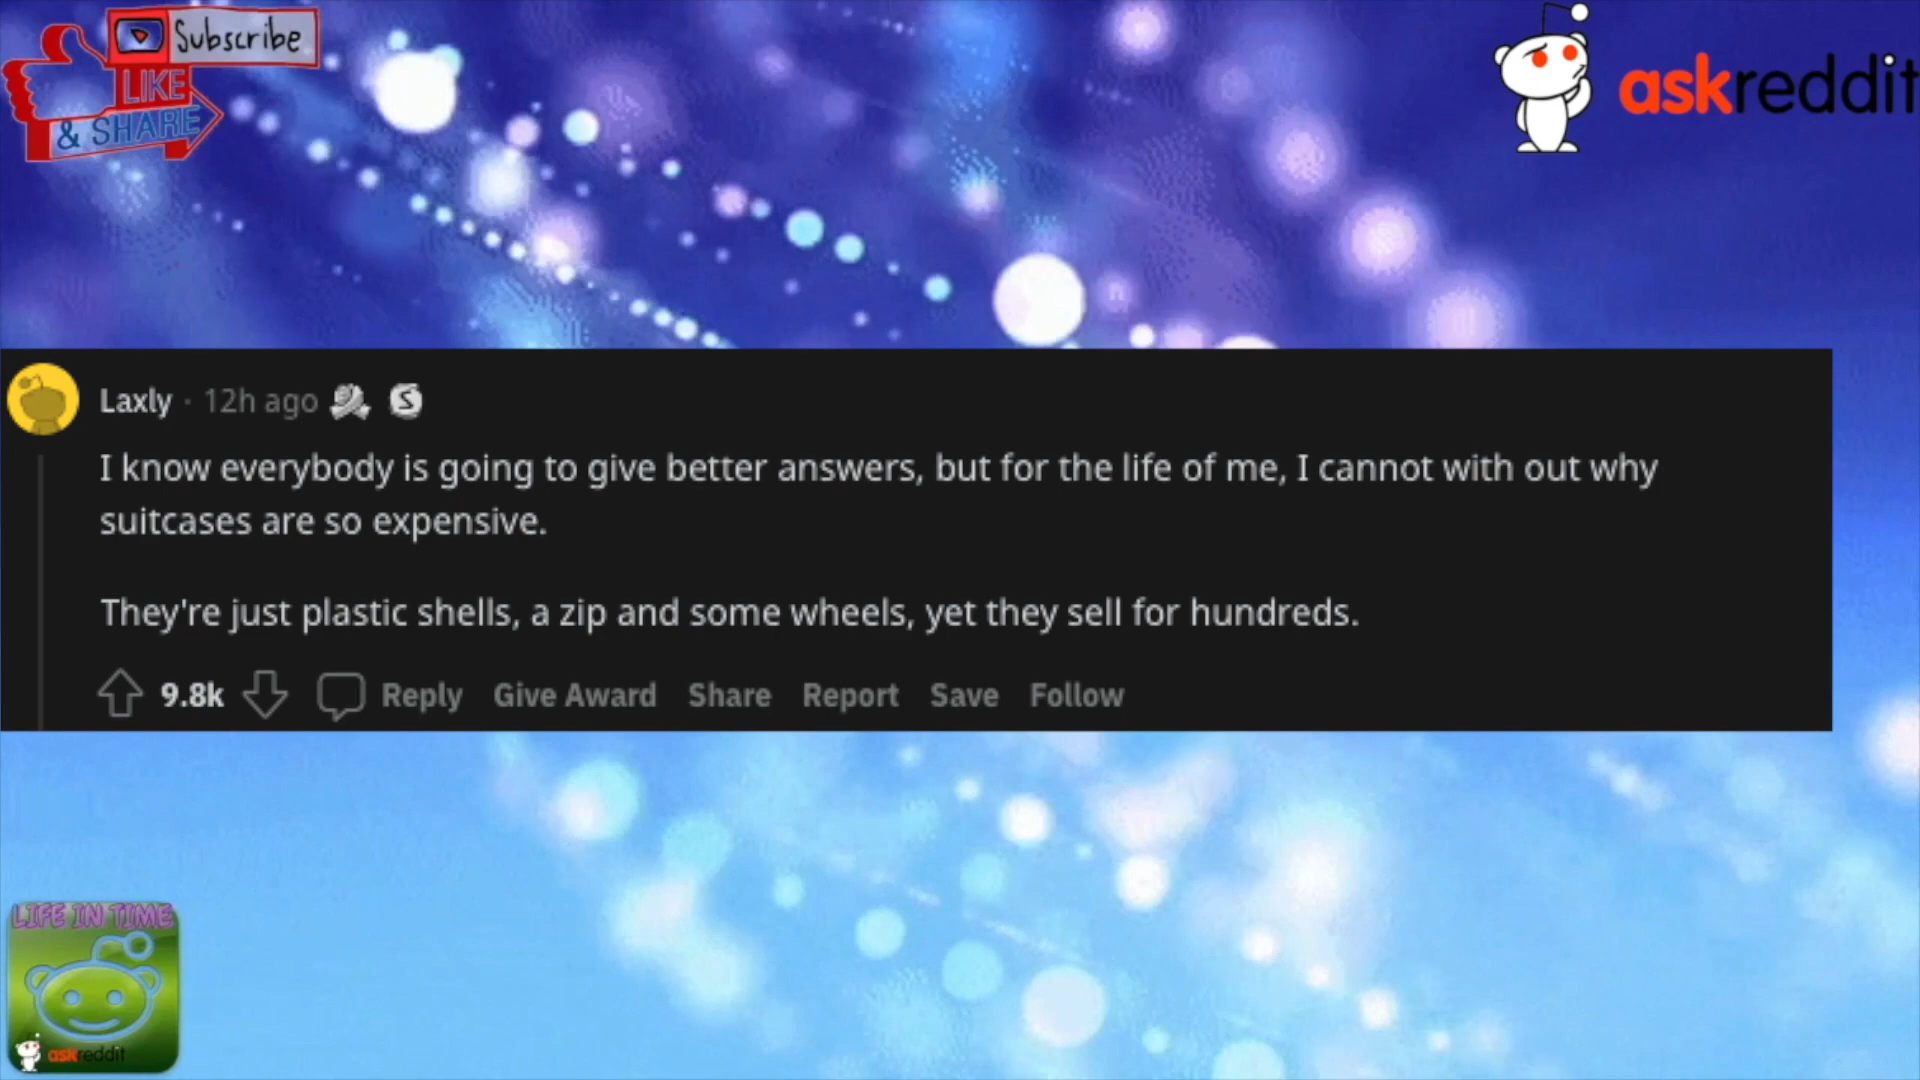 Subscribe
LIKE
& SHARE
askreddit
Laxly · 12h ago
I know everybody is going to give better answers, but for the life of me, I cannot with out why
suitcases are so expensive.
They're just plastic shells, a zip and some wheels, yet they sell for hundreds.
9.8k Reply Give Award Share Report Save Follow
LIFE IN TIME
askreddit